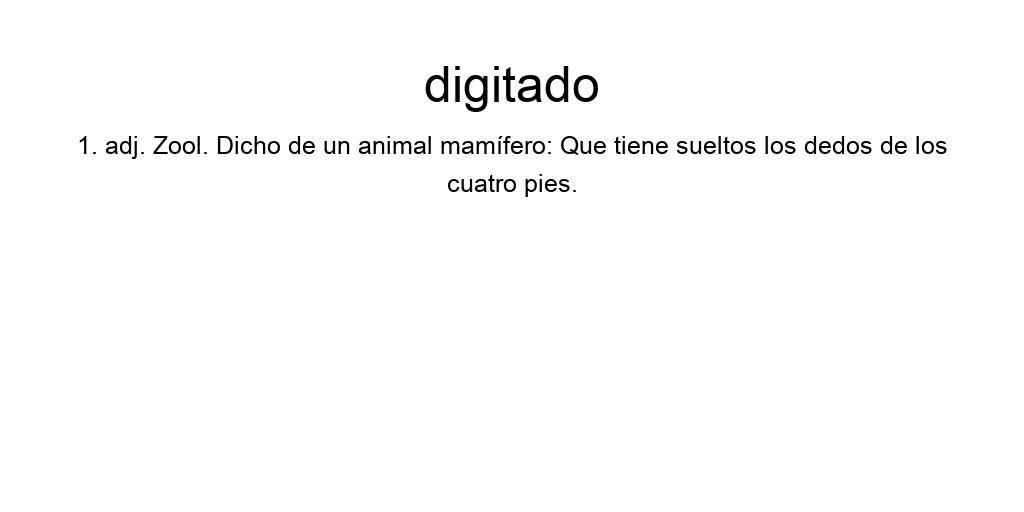 digitado
1. adj. Zool. Dicho de un animal mamífero: Que tiene sueltos los dedos de los
cuatro pies.